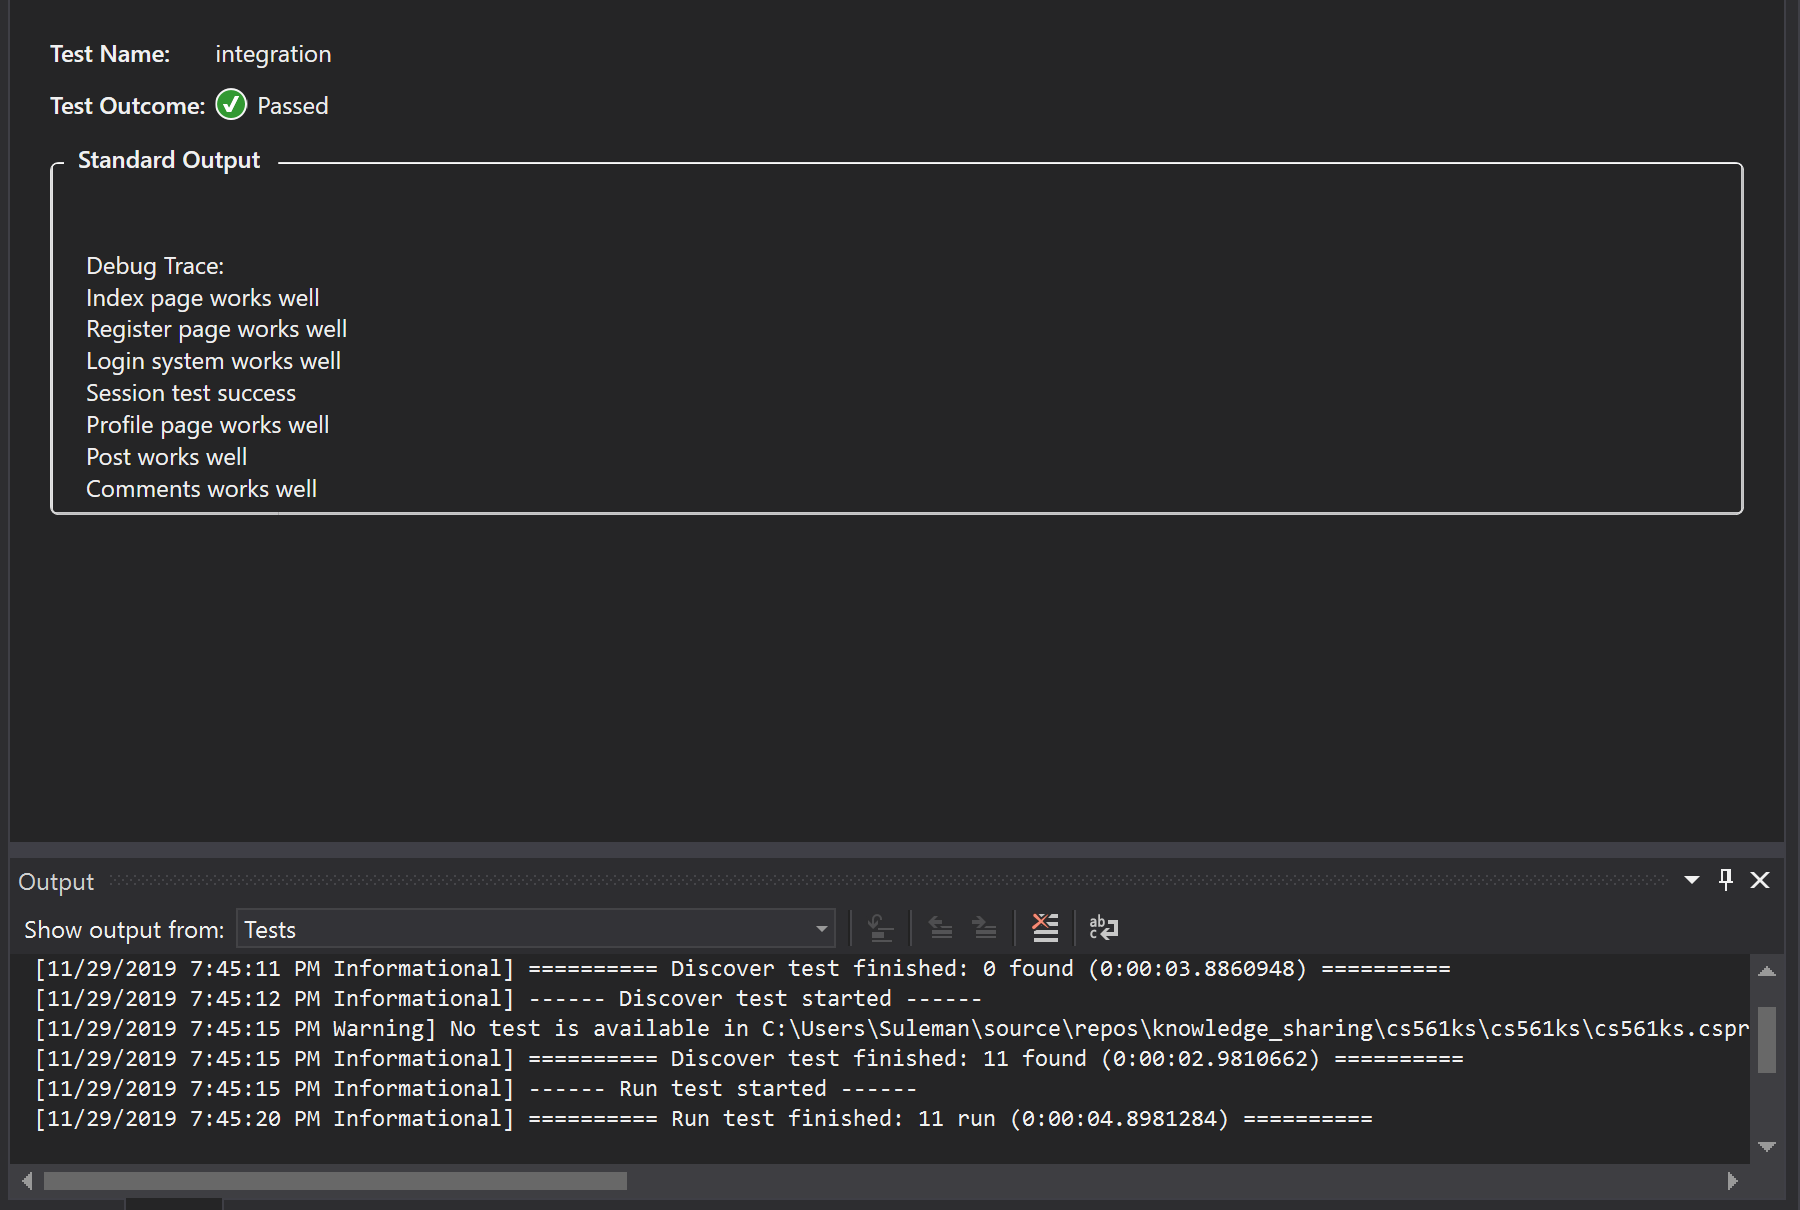 Test Name: integration
Test Outcome: Passed
Standard Output
Debug Trace:
Index page works well
Register page works well
Login system works well
Session test success
Profile page works well
Post works well
Comments works well
Output
Show output from: Tests
[11/29/2019 7:45:11 PM Informational] ========== Discover test finished: 0 found (0:00:03.8860948) ==========
[11/29/2019 7:45:12 PM Informational] ------ Discover test started ------
[11/29/2019 7:45:15 PM Warning] No test is available in C:\Users\Suleman\source\repos\knowledge_sharing\cs561ks\cs561ks\cs561ks.cspr
[11/29/2019 7:45:15 PM Informational] ========== Discover test finished: 11 found (0:00:02.9810662) ==========
[11/29/2019 7:45:15 PM Informational] ------ Run test started ------
[11/29/2019 7:45:20 PM Informational] ========== Run test finished: 11 run (0:00:04.8981284) ==========